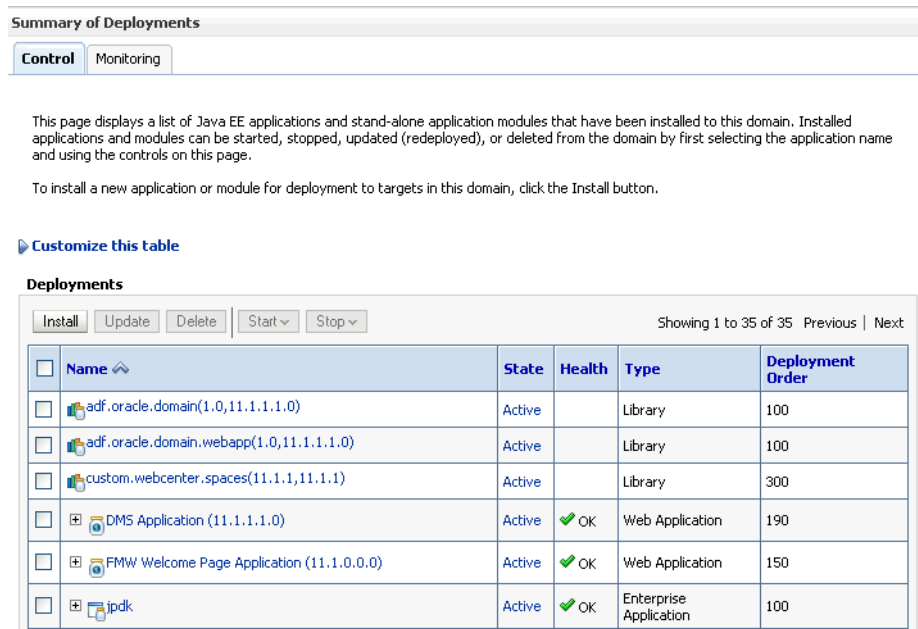 Summary of Deployments
Control Monitoring
This page displays a list of Java EE applications and stand-alone application modules that have been installed to this domain. Installed
applications and modules can be started, stopped, updated (redeployed), or deleted from the domain by first selecting the application name
and using the controls on this page.
To install a new application or module for deployment to targets in this domain, click the Install button.
Customize this table
Deployments
Install Update Delete Start Stop Showing 1 to 35 of 35 Previous | Next
Name State Health Type Deployment
Order
adf.oracle.domain(1.0,11.1.1.1.0) Active Library 100
adf.oracle.domain.webapp(1.0,11.1.1.1.0) Active Library 100
custom.webcenter.spaces(11.1.1,11.1.1) Active Library 300
DMS Application (11.1.1.1.0) Active OK Web Application 190
FMW Welcome Page Application (11.1.0.0.0) Active OK Web Application 150
jpdk Active OK Enterprise
Application 100